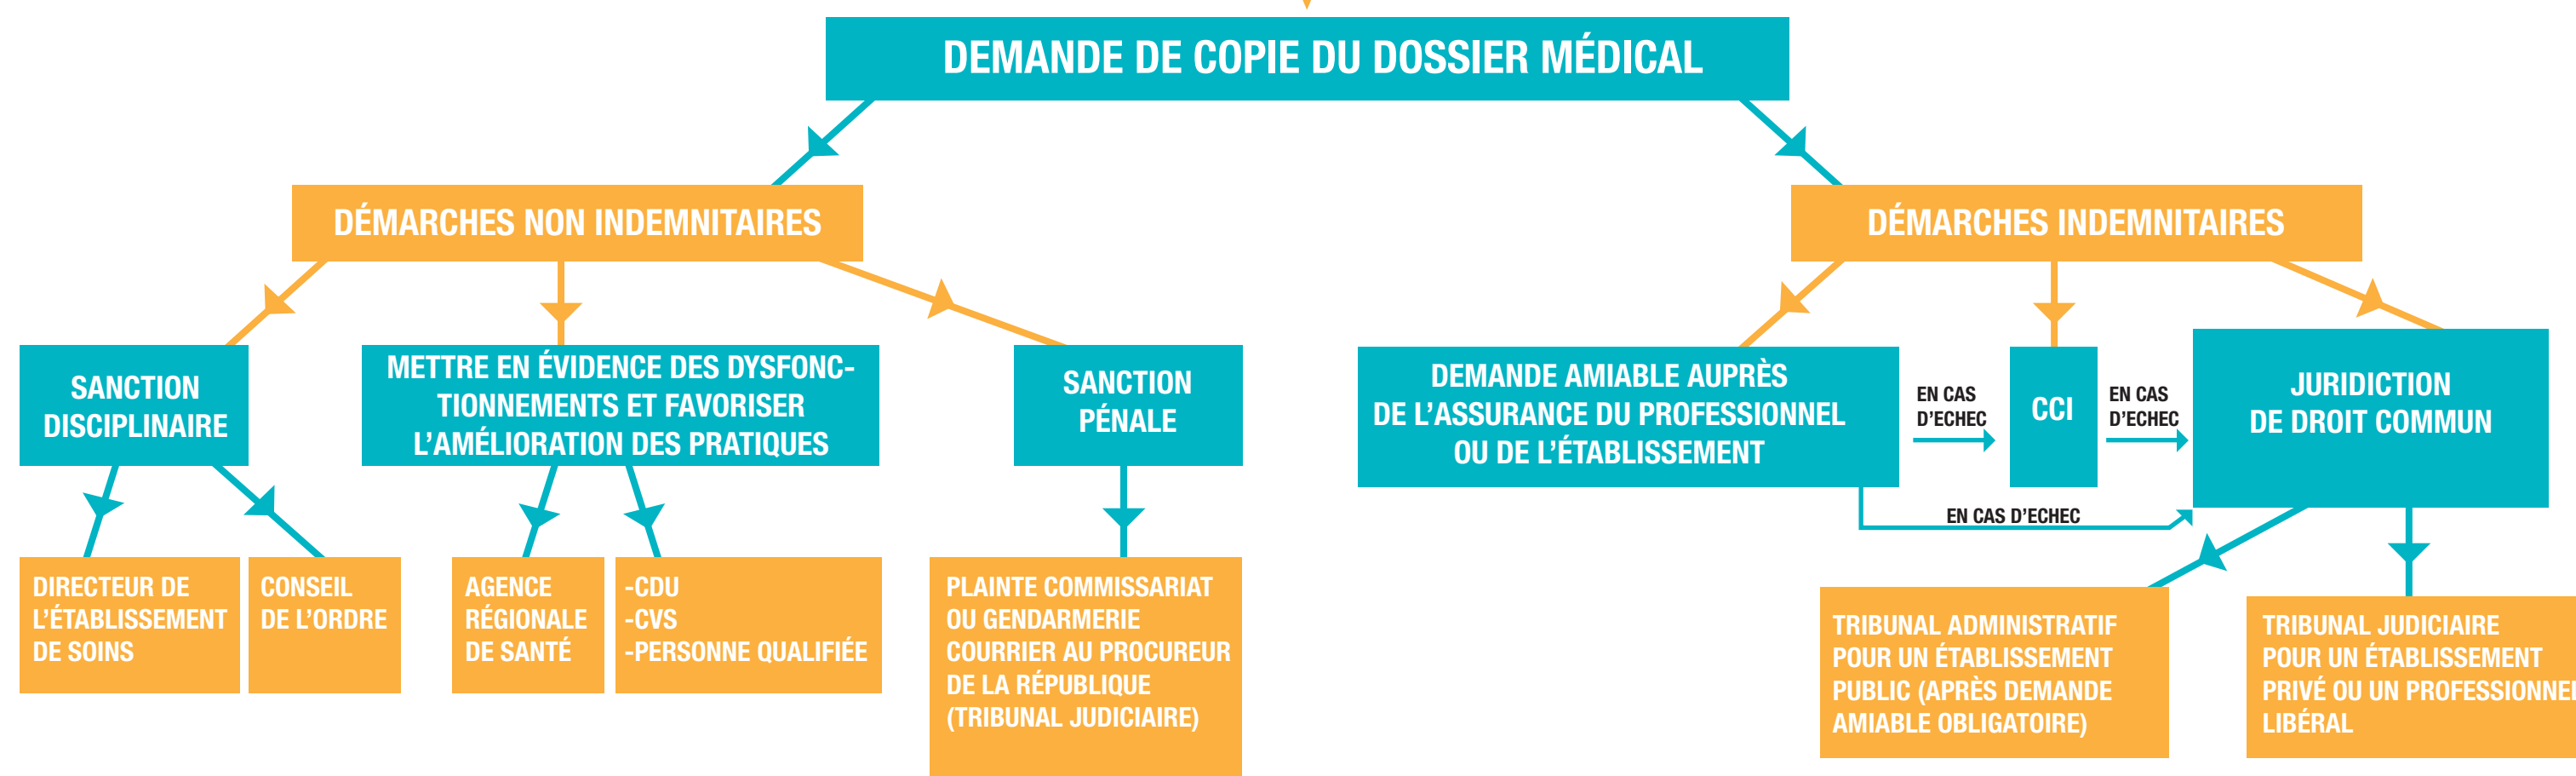 DEMANDE DE COPIE DU DOSSIER MÉDICAL
DÉMARCHES NON INDEMNITAIRES
DÉMARCHES INDEMNITAIRES
SANCTION
DISCIPLINAIRE
METTRE EN ÉVIDENCE DES DYSFONC-
TIONNEMENTS ET FAVORISER
L'AMÉLIORATION DES PRATIQUES
SANCTION
PÉNALE
DEMANDE AMIABLE AUPRÈS
DE L'ASSURANCE DU PROFESSIONNEL
OU DE L'ÉTABLISSEMENT
EN CAS
D'ECHEC
CCI
EN CAS
D'ECHEC
JURIDICTION
DE DROIT COMMUN
EN CAS D'ECHEC
DIRECTEUR DE
L'ÉTABLISSEMENT
DE SOINS
CONSEIL
DE L'ORDRE
AGENCE
RÉGIONALE
DE SANTÉ
-CDU
-CVS
-PERSONNE QUALIFIÉE
PLAINTE COMMISSARIAT
OU GENDARMERIE
COURRIER AU PROCUREUR
DE LA RÉPUBLIQUE
(TRIBUNAL JUDICIAIRE)
TRIBUNAL ADMINISTRATIF
POUR UN ÉTABLISSEMENT
PUBLIC (APRÈS DEMANDE
AMIABLE OBLIGATOIRE)
TRIBUNAL JUDICIAIRE
POUR UN ÉTABLISSEMENT
PRIVÉ OU UN PROFESSIONNEL
LIBÉRAL